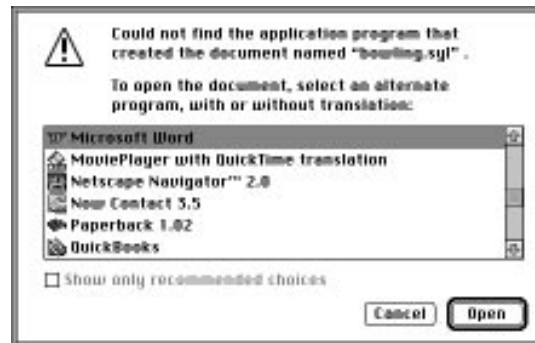 Could not find the application program that
created the document named “bowling.syl” .
To open the document, select an alternate
program, with or without translation:
Microsoft Word
MoviePlayer with QuickTime translation
Netscape Navigator™ 2.0
Now Contact 3.5
Paperback 1.02
QuickBooks
Show only recommended choices
Cancel Open